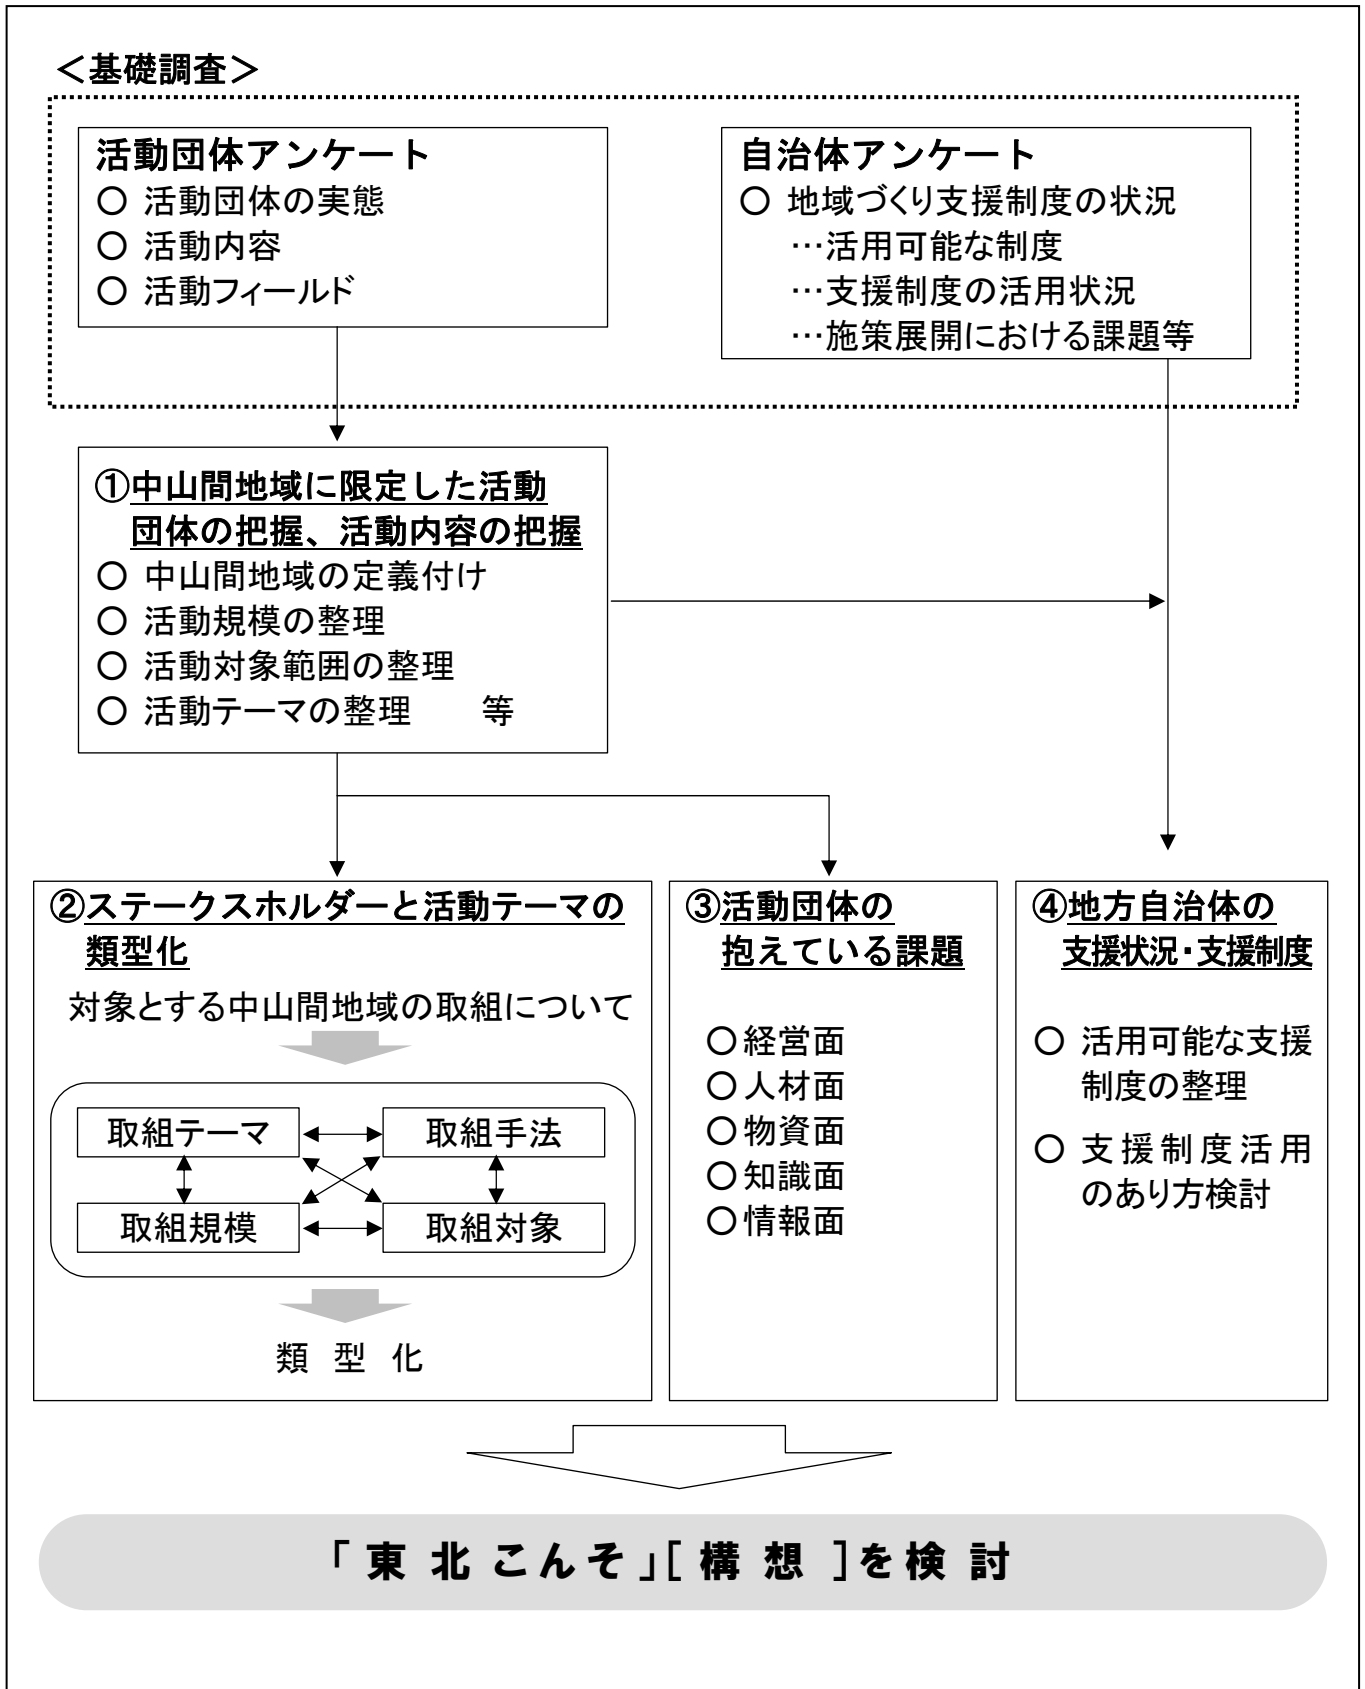 ＜基礎調査＞
活動団体アンケート
○ 活動団体の実態
○ 活動内容
○ 活動フィールド
自治体アンケート
○ 地域づくり支援制度の状況
…活用可能な制度
…支援制度の活用状況
…施策展開における課題等
①中山間地域に限定した活動
団体の把握、活動内容の把握
○ 中山間地域の定義付け
○ 活動規模の整理
○ 活動対象範囲の整理
○ 活動テーマの整理　　等
②ステークスホルダーと活動テーマの
類型化
対象とする中山間地域の取組について
取組テーマ
取組手法
取組規模
取組対象
類 型 化
③活動団体の
抱えている課題
○経営面
○人材面
○物資面
○知識面
○情報面
④地方自治体の
支援状況・支援制度
○ 活用可能な支援
制度の整理
○ 支援制度活用
のあり方検討
「東北こんそ」[構想]を検討